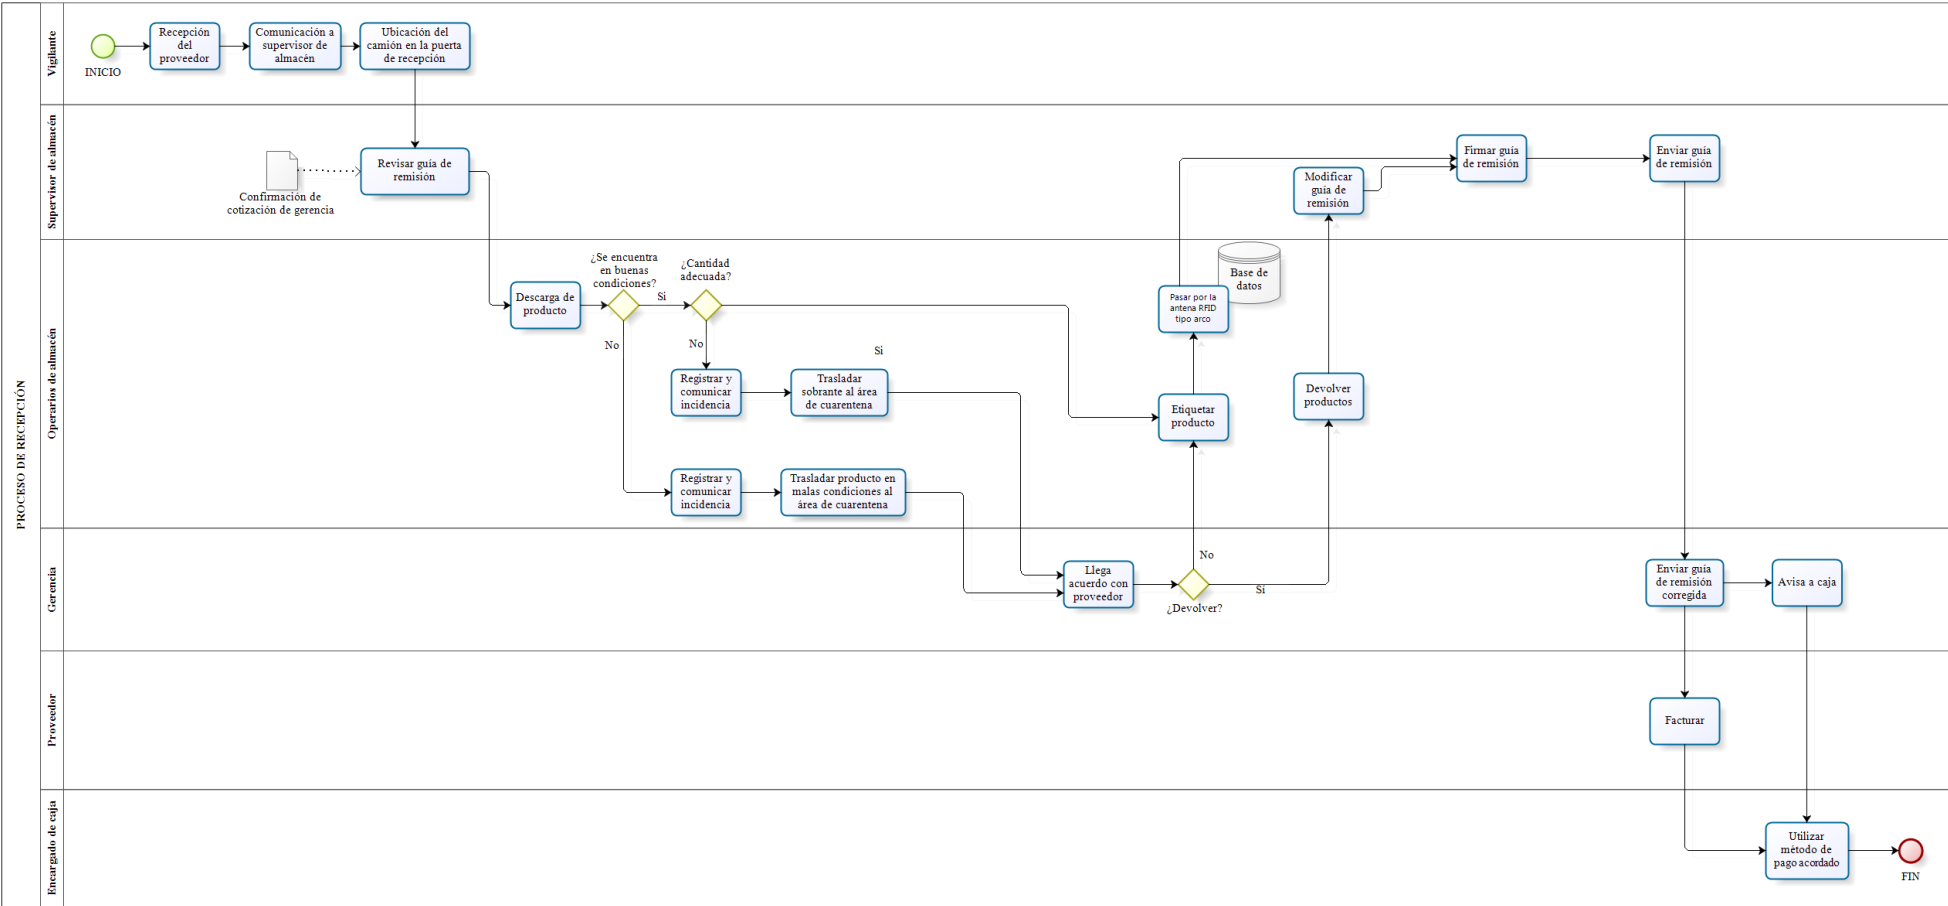 PROCESO DE RECEPCIÓN
Vigilante
INICIO
Recepción
del
proveedor
Comunicación a
supervisor de
almacén
Ubicación del
camión en la puerta
de recepción
Supervisor de almacén
Confirmación de
cotización de gerencia
Revisar guía de
remisión
Modificar
guía de
remisión
Firmar guía
de remisión
Enviar guía
de remisión
Operarios de almacén
Descarga de
producto
¿Se encuentra
en buenas
condiciones?
Si
No
¿Cantidad
adecuada?
No
Si
Registrar y
comunicar
incidencia
Trasladar
sobrante al área
de cuarentena
Registrar y
comunicar
incidencia
Trasladar producto en
malas condiciones al
área de cuarentena
Base de
datos
Pasar por la
antena RFID
tipo arco
Etiquetar
producto
Devolver
productos
Gerencia
Llega
acuerdo con
proveedor
No
¿Devolver?
Si
Enviar guía
de remisión
corregida
Avisa a caja
Proveedor
Facturar
Encargado de caja
Utilizar
método de
pago acordado
FIN